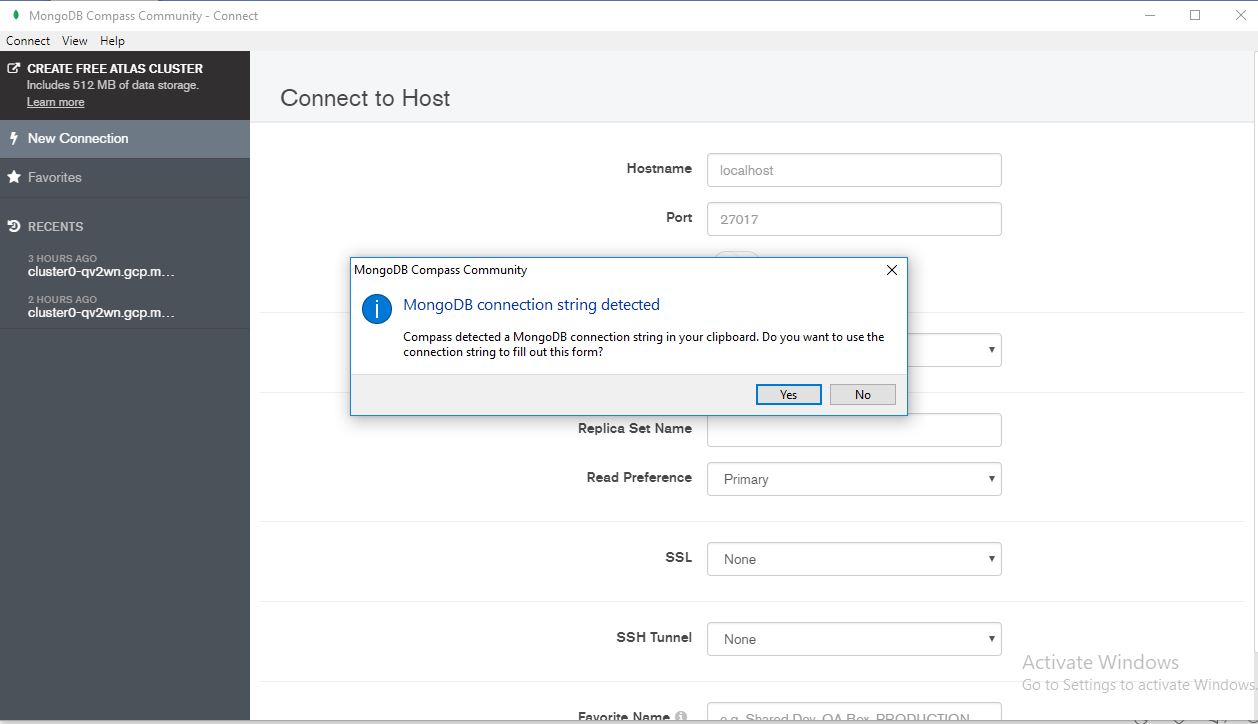 MongoDB Compass Community - Connect
Connect View Help
CREATE FREE ATLAS CLUSTER
Includes 512 MB of data storage.
Learn more
New Connection
Favorites
RECENTS
3 HOURS AGO
cluster0-qv2wn.gcp.m...
2 HOURS AGO
cluster0-qv2wn.gcp.m...
Connect to Host
Hostname localhost
Port 27017
MongoDB Compass Community
MongoDB connection string detected
Compass detected a MongoDB connection string in your clipboard. Do you want to use the
connection string to fill out this form?
Yes No
Replica Set Name
Read Preference Primary
SSL None
SSH Tunnel None
Activate Windows
Go to Settings to activate Windows.
Favorite Name e.g. Shared Dev, QA Box, PRODUCTION